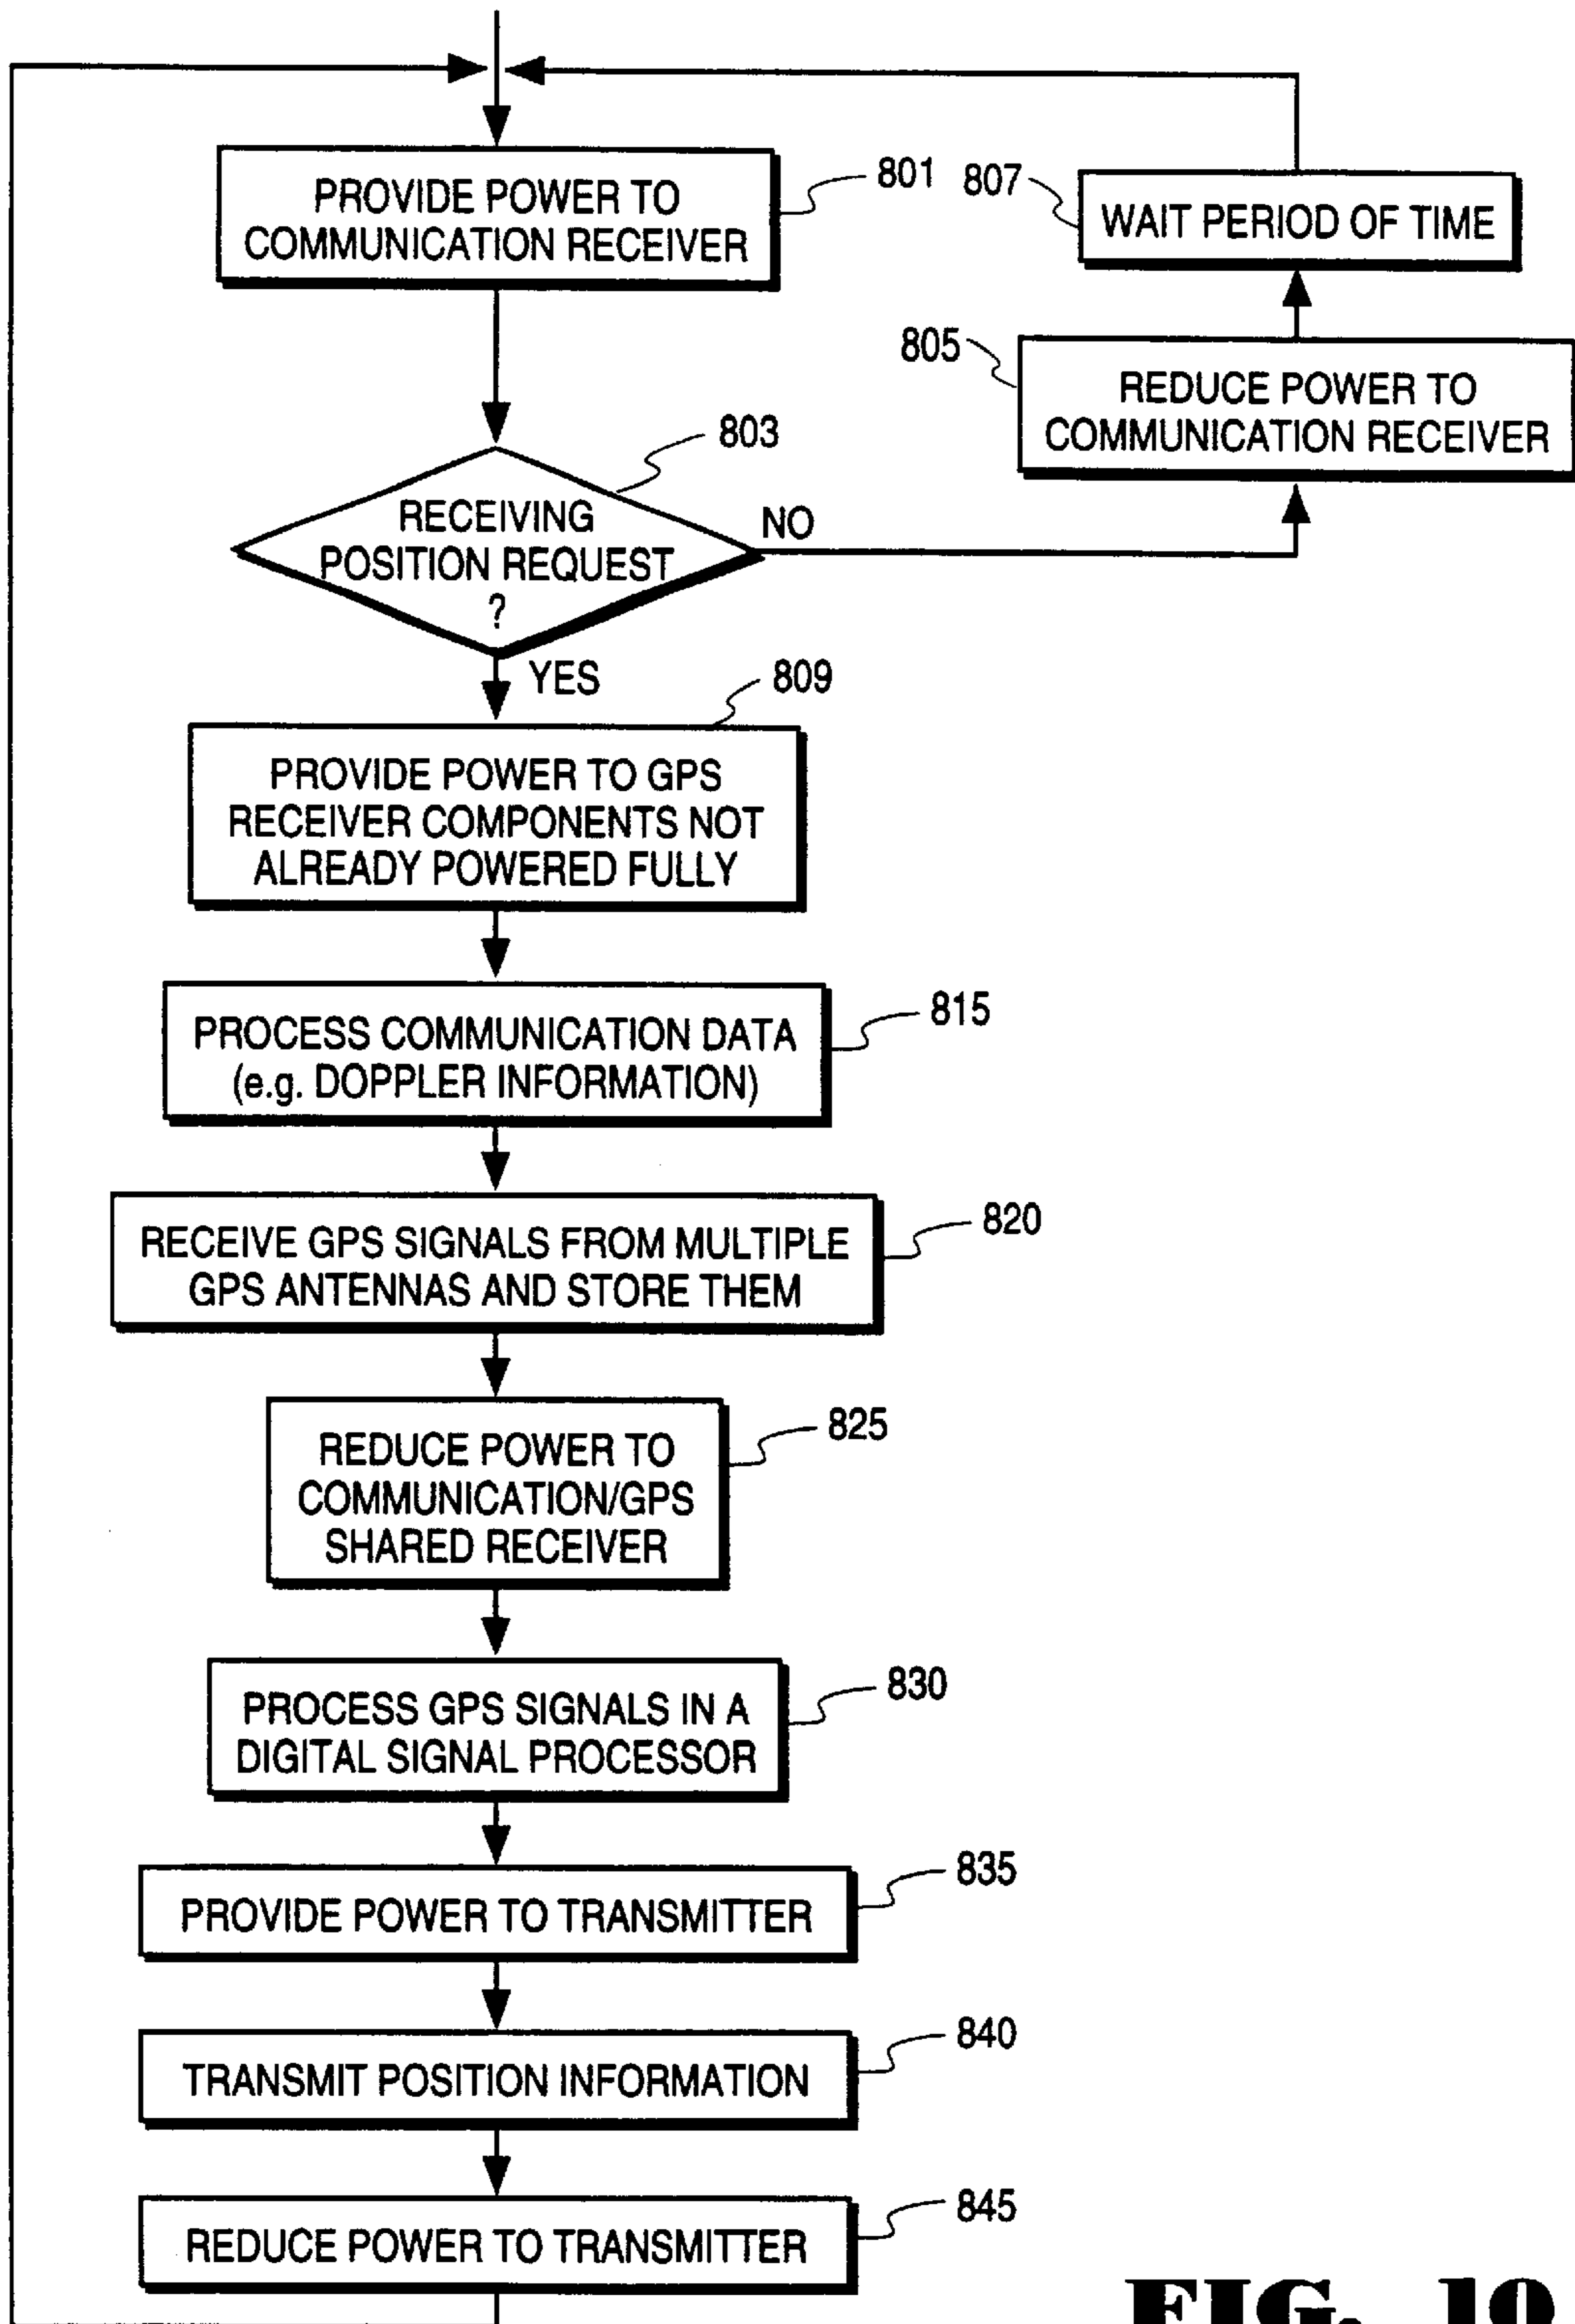 PROVIDE POWER TO
COMMUNICATION RECEIVER
801
807
WAIT PERIOD OF TIME
805
REDUCE POWER TO
COMMUNICATION RECEIVER
803
RECEIVING
POSITION REQUEST
?
NO
YES
809
PROVIDE POWER TO GPS
RECEIVER COMPONENTS NOT
ALREADY POWERED FULLY
815
PROCESS COMMUNICATION DATA
(e.g. DOPPLER INFORMATION)
820
RECEIVE GPS SIGNALS FROM MULTIPLE
GPS ANTENNAS AND STORE THEM
825
REDUCE POWER TO
COMMUNICATION/GPS
SHARED RECEIVER
830
PROCESS GPS SIGNALS IN A
DIGITAL SIGNAL PROCESSOR
835
PROVIDE POWER TO TRANSMITTER
840
TRANSMIT POSITION INFORMATION
845
REDUCE POWER TO TRANSMITTER
FIG. 10